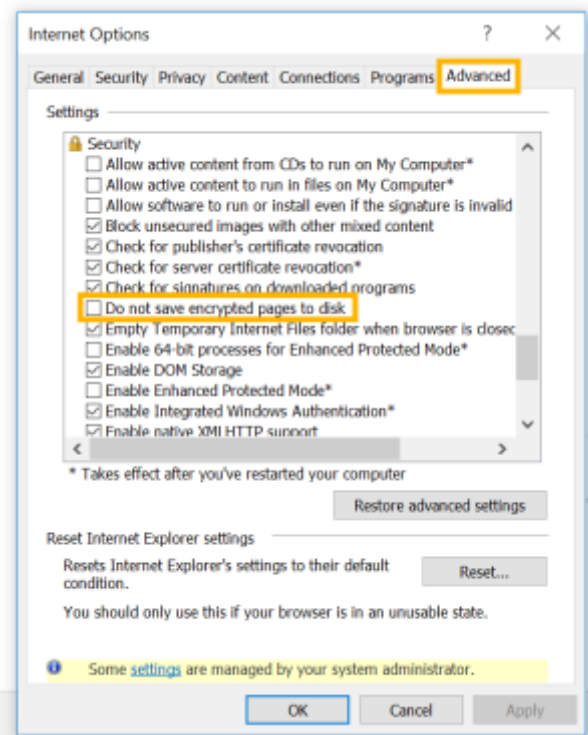 Internet Options
General Security Privacy Content Connections Programs Advanced
Settings
Security
Allow active content from CDs to run on My Computer*
Allow active content to run in files on My Computer*
Allow software to run or install even if the signature is invalid
Block unsecured images with other mixed content
Check for publisher's certificate revocation
Check for server certificate revocation*
Check for signatures on downloaded programs
Do not save encrypted pages to disk
Empty Temporary Internet Files folder when browser is closed
Enable 64-bit processes for Enhanced Protected Mode*
Enable DOM Storage
Enable Enhanced Protected Mode*
Enable Integrated Windows Authentication*
Enable native XMLHTTP support
* Takes effect after you've restarted your computer
Restore advanced settings
Reset Internet Explorer settings
Resets Internet Explorer's settings to their default
condition.
Reset...
You should only use this if your browser is in an unusable state.
Some settings are managed by your system administrator.
OK Cancel Apply